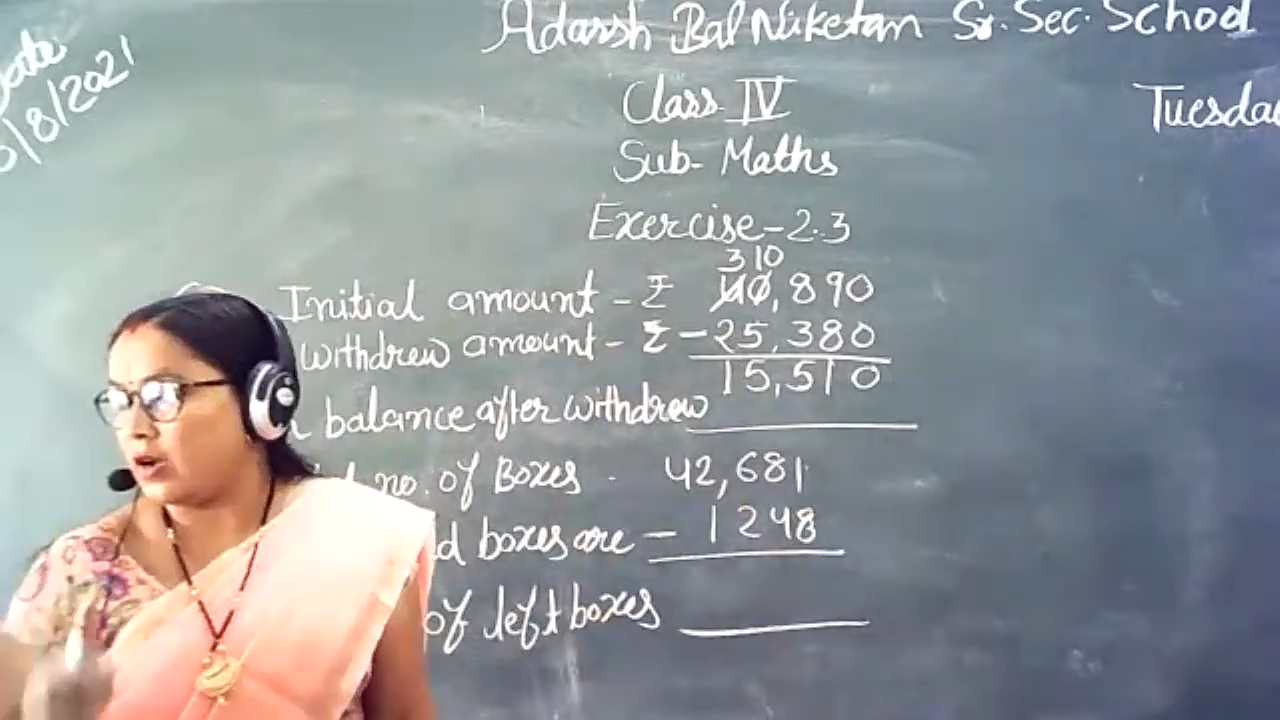 Adarsh Bal Niketan Sr. Sec. School
Date
/8/2021
Class IV
Tuesda
Sub- Maths
Exercise-2.3
3 10
Initial amount - ₹ 40,890
withdrew amount - ₹ -25,380
15,510
balance after withdrew
no. of Boxes - 42,681
boxes are - 1248
of left boxes